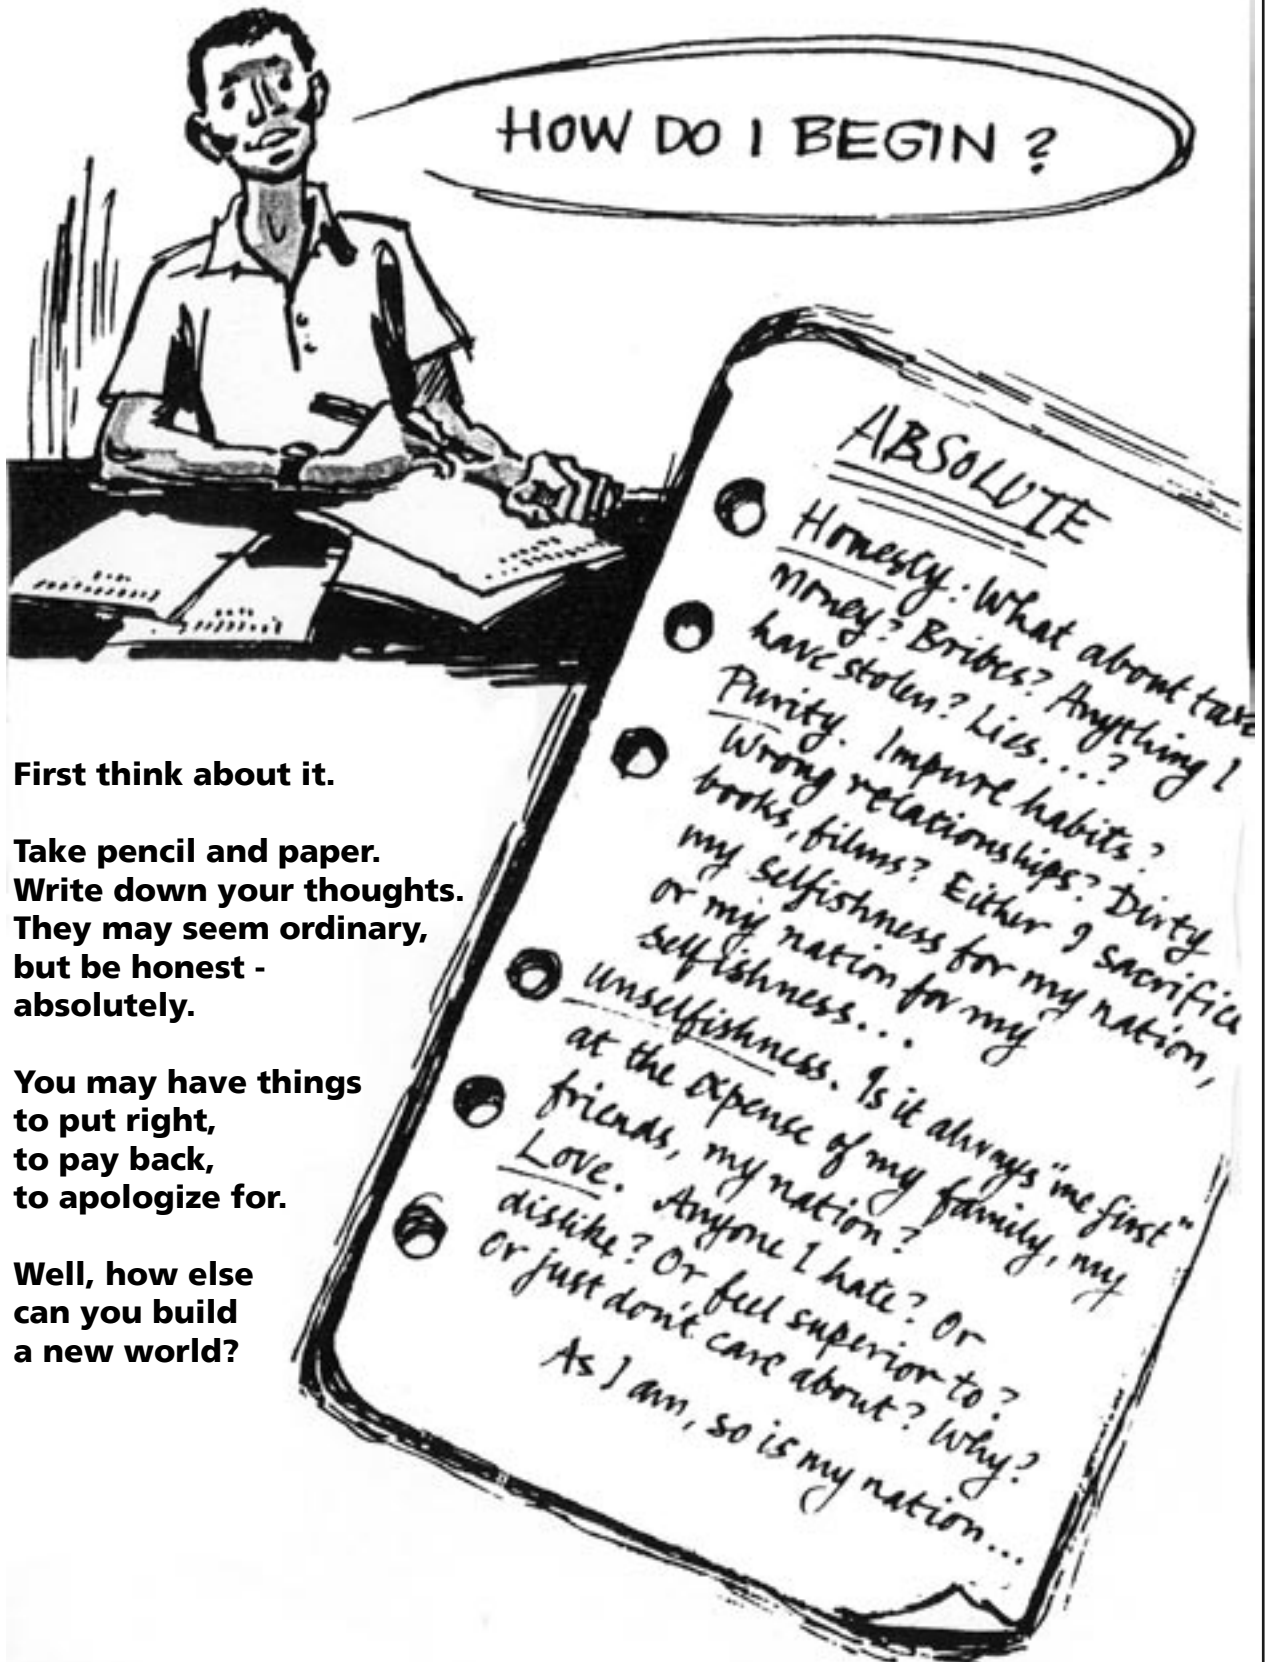 HOW DO I BEGIN ?
ABSOLUTE
Honesty: What about taxe
money? Bribes? Anything I
have stolen? Lies....?
Purity. Impure habits?
Wrong relationships? Dirty
books, films? Either I sacrifice
my selfishness for my nation,
or my nation for my
selfishness...
Unselfishness. Is it always "me first"
at the expense of my family, my
friends, my nation?
Love. Anyone I hate? Or
dislike? Or feel superior to?
Or just don't care about? Why?
As I am, so is my nation...
First think about it.
Take pencil and paper.
Write down your thoughts.
They may seem ordinary,
but be honest -
absolutely.
You may have things
to put right,
to pay back,
to apologize for.
Well, how else
can you build
a new world?